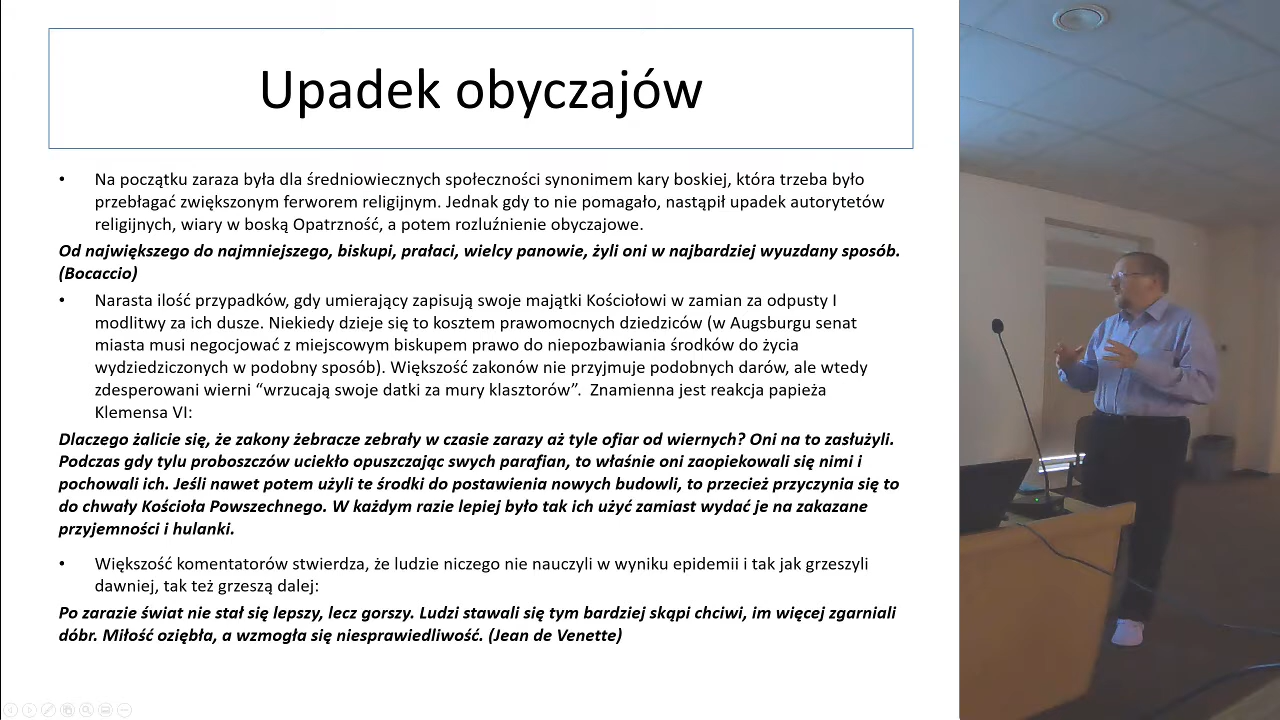 Upadek obyczajów
• Na początku zaraza była dla średniowiecznych społeczności synonimem kary boskiej, która trzeba było
przebłagać zwiększonym ferworem religijnym. Jednak gdy to nie pomagało, nastąpił upadek autorytetów
religijnych, wiary w boską Opatrzność, a potem rozluźnienie obyczajowe.
Od największego do najmniejszego, biskupi, prałaci, wielcy panowie, żyli oni w najbardziej wyuzdany sposób.
(Bocaccio)
• Narasta ilość przypadków, gdy umierający zapisują swoje majątki Kościołowi w zamian za odpusty I
modlitwy za ich dusze. Niekiedy dzieje się to kosztem prawomocnych dziedziców (w Augsburgu senat
miasta musi negocjować z miejscowym biskupem prawo do niepozbawiania środków do życia
wydziedziczonych w podobny sposób). Większość zakonów nie przyjmuje podobnych darów, ale wtedy
zdesperowani wierni “wrzucają swoje datki za mury klasztorów”. Znamienna jest reakcja papieża
Klemensa VI:
Dlaczego żalicie się, że zakony żebracze zebrały w czasie zarazy aż tyle ofiar od wiernych? Oni na to zasłużyli.
Podczas gdy tylu proboszczów uciekło opuszczając swych parafian, to właśnie oni zaopiekowali się nimi i
pochowali ich. Jeśli nawet potem użyli te środki do postawienia nowych budowli, to przecież przyczynia się to
do chwały Kościoła Powszechnego. W każdym razie lepiej było tak ich użyć zamiast wydać je na zakazane
przyjemności i hulanki.
• Większość komentatorów stwierdza, że ludzie niczego nie nauczyli w wyniku epidemii i tak jak grzeszyli
dawniej, tak też grzeszą dalej:
Po zarazie świat nie stał się lepszy, lecz gorszy. Ludzi stawali się tym bardziej skąpi chciwi, im więcej zgarniali
dóbr. Miłość oziębła, a wzmogła się niesprawiedliwość. (Jean de Venette)